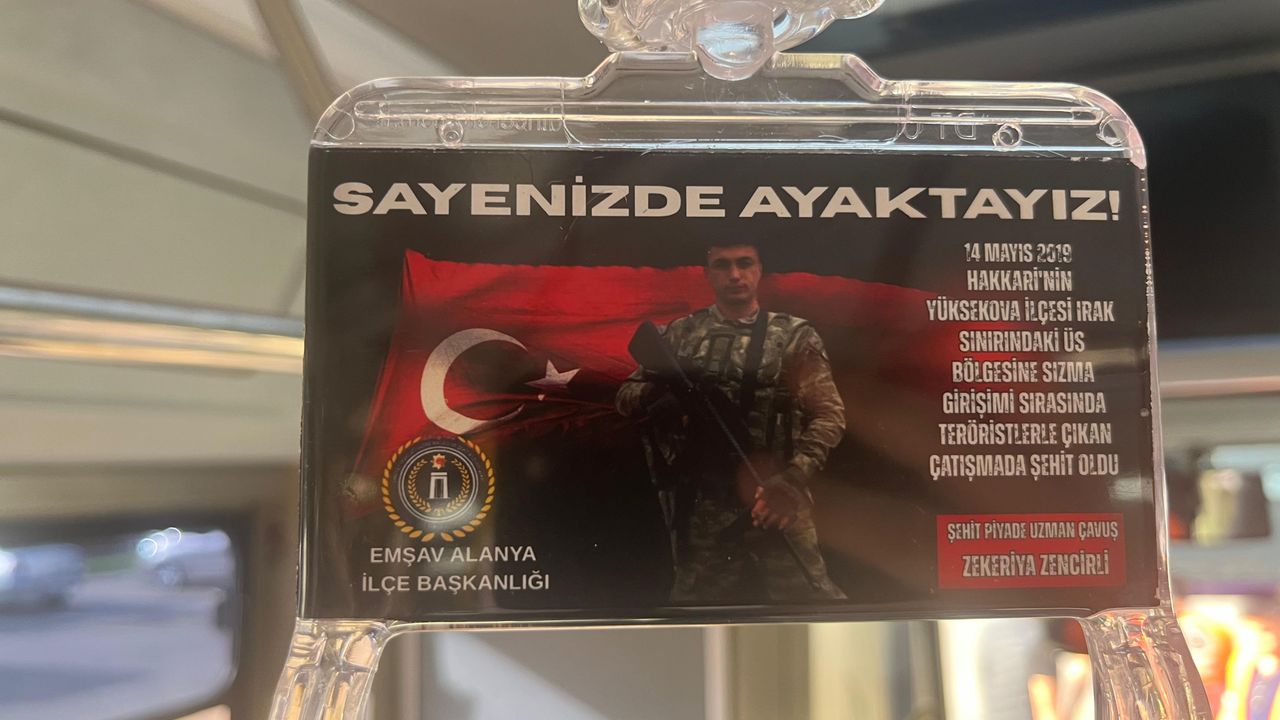 SAYENİZDE AYAKTAYIZ!
14 MAYIS 2019
HAKKARİ'NİN
YÜKSEKOVA İLÇESİ IRAK
SINIRINDAKİ ÜS
BÖLGESİNE SIZMA
GİRİŞİMİ SIRASINDA
TERÖRİSTLERLE ÇIKAN
ÇATIŞMADA ŞEHİT OLDU
ŞEHİT PİYADE UZMAN ÇAVUŞ
ZEKERİYA ZENCİRLİ
EMŞAV ALANYA
İLÇE BAŞKANLIĞI